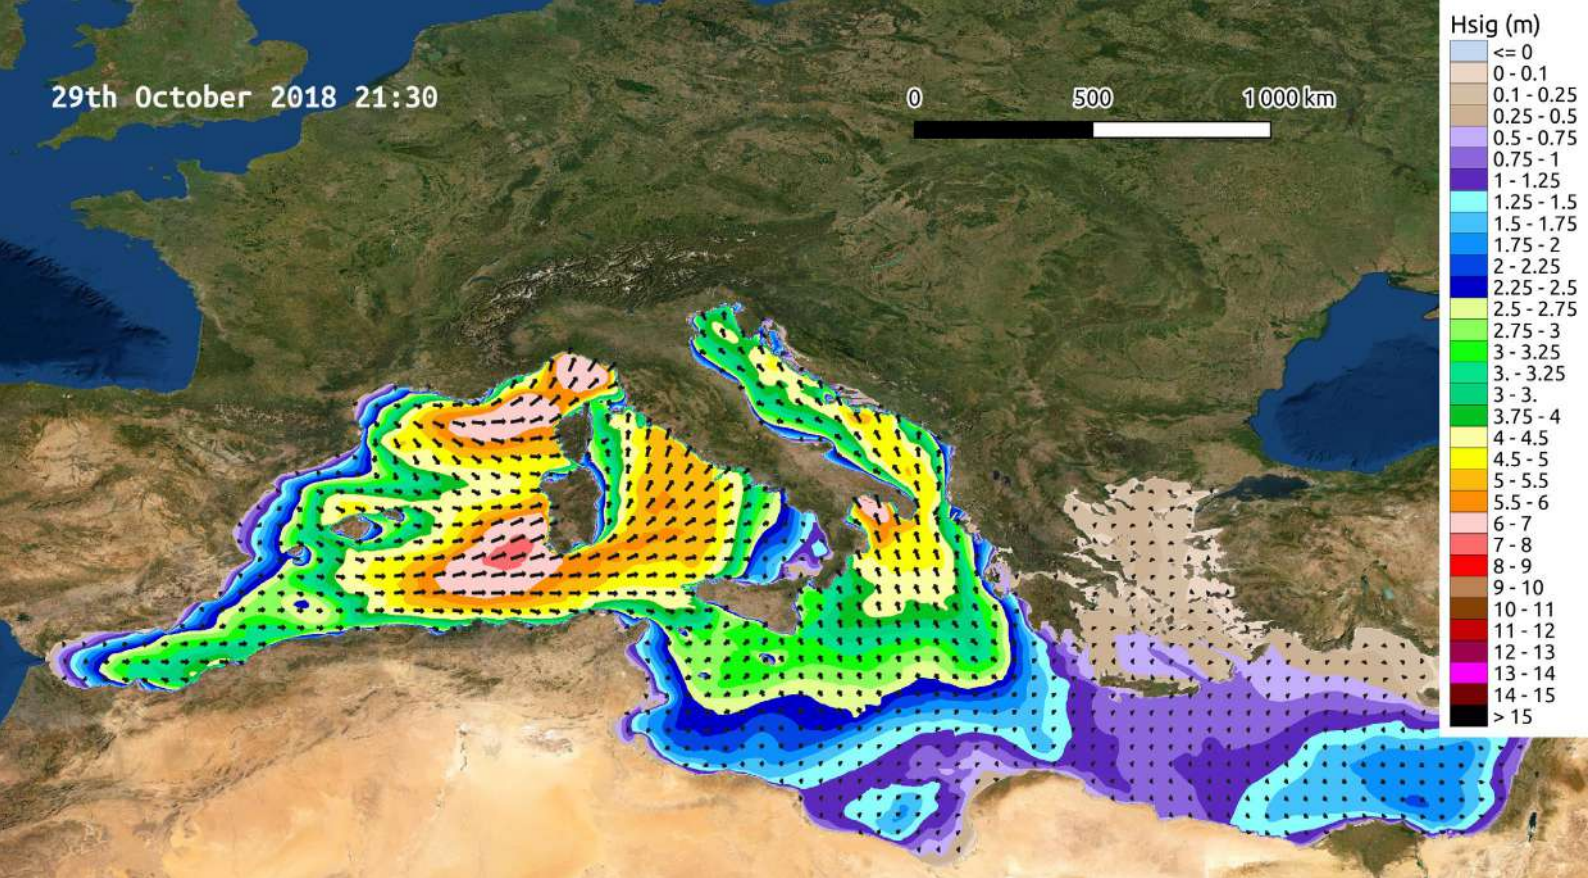 29th October 2018 21:30
0 500 1 000 km
Hsig (m)
<= 0
0 - 0.1
0.1 - 0.25
0.25 - 0.5
0.5 - 0.75
0.75 - 1
1 - 1.25
1.25 - 1.5
1.5 - 1.75
1.75 - 2
2 - 2.25
2.25 - 2.5
2.5 - 2.75
2.75 - 3
3 - 3.25
3. - 3.25
3 - 3.
3.75 - 4
4 - 4.5
4.5 - 5
5 - 5.5
5.5 - 6
6 - 7
7 - 8
8 - 9
9 - 10
10 - 11
11 - 12
12 - 13
13 - 14
14 - 15
> 15